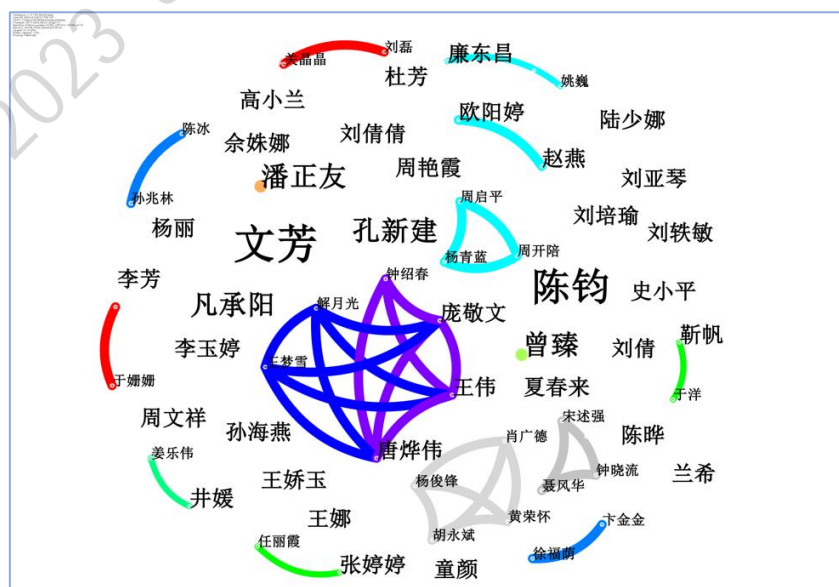 2023
关晶晶
刘磊
廉东昌
杜芳
姚巍
高小兰
欧阳婷
陆少娜
陈冰
佘姝娜
刘倩倩
赵燕
潘正友
周艳霞
刘亚琴
孙兆林
周启平
刘培瑜
杨丽
文芳
孔新建
周开陪
刘轶敏
杨青蓝
李芳
钟绍春
陈钧
史小平
凡承阳
解月光
庞敬文
靳帆
李玉婷
曾臻
刘倩
王梦雪
于姗姗
王伟
夏春来
于洋
周文祥
宋述强
孙海燕
肖广德
陈晔
姜乐伟
唐烨伟
钟晓流
兰希
王娇玉
杨俊锋
聂风华
井媛
王娜
黄荣怀
卞金金
任丽霞
胡永斌
徐福荫
张婷婷
童颜